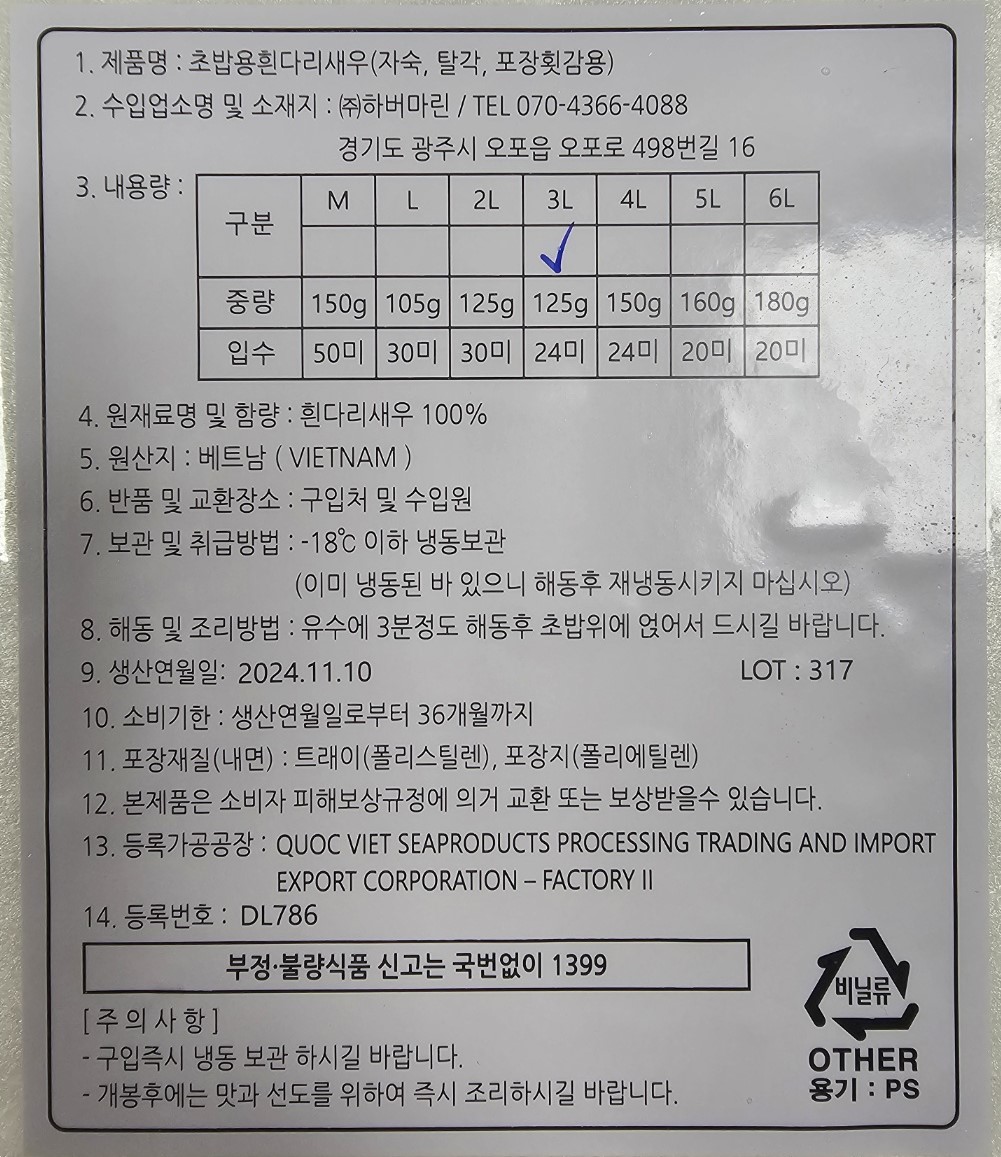 1. 제품명 : 초밥용흰다리새우(자숙, 탈각, 포장횟감용)
2. 수입업소명 및 소재지 : ㈜하버마린 / TEL 070-4366-4088
경기도 광주시 오포읍 오포로 498번길 16
3. 내용량 :
구분 M L 2L 3L 4L 5L 6L
✓
중량 150g 105g 125g 125g 150g 160g 180g
입수 50미 30미 30미 24미 24미 20미 20미
4. 원재료명 및 함량 : 흰다리새우 100%
5. 원산지 : 베트남 ( VIETNAM )
6. 반품 및 교환장소 : 구입처 및 수입원
7. 보관 및 취급방법 : -18℃ 이하 냉동보관
(이미 냉동된 바 있으니 해동후 재냉동시키지 마십시오)
8. 해동 및 조리방법 : 유수에 3분정도 해동후 초밥위에 얹어서 드시길 바랍니다.
9. 생산연월일: 2024.11.10 LOT : 317
10. 소비기한 : 생산연월일로부터 36개월까지
11. 포장재질(내면) : 트래이(폴리스틸렌), 포장지(폴리에틸렌)
12. 본제품은 소비자 피해보상규정에 의거 교환 또는 보상받을수 있습니다.
13. 등록가공공장 : QUOC VIET SEAPRODUCTS PROCESSING TRADING AND IMPORT
EXPORT CORPORATION – FACTORY II
14. 등록번호 : DL786
부정·불량식품 신고는 국번없이 1399
[ 주 의 사 항 ]
- 구입즉시 냉동 보관 하시길 바랍니다.
- 개봉후에는 맛과 선도를 위하여 즉시 조리하시길 바랍니다.
비닐류
OTHER
용기 : PS